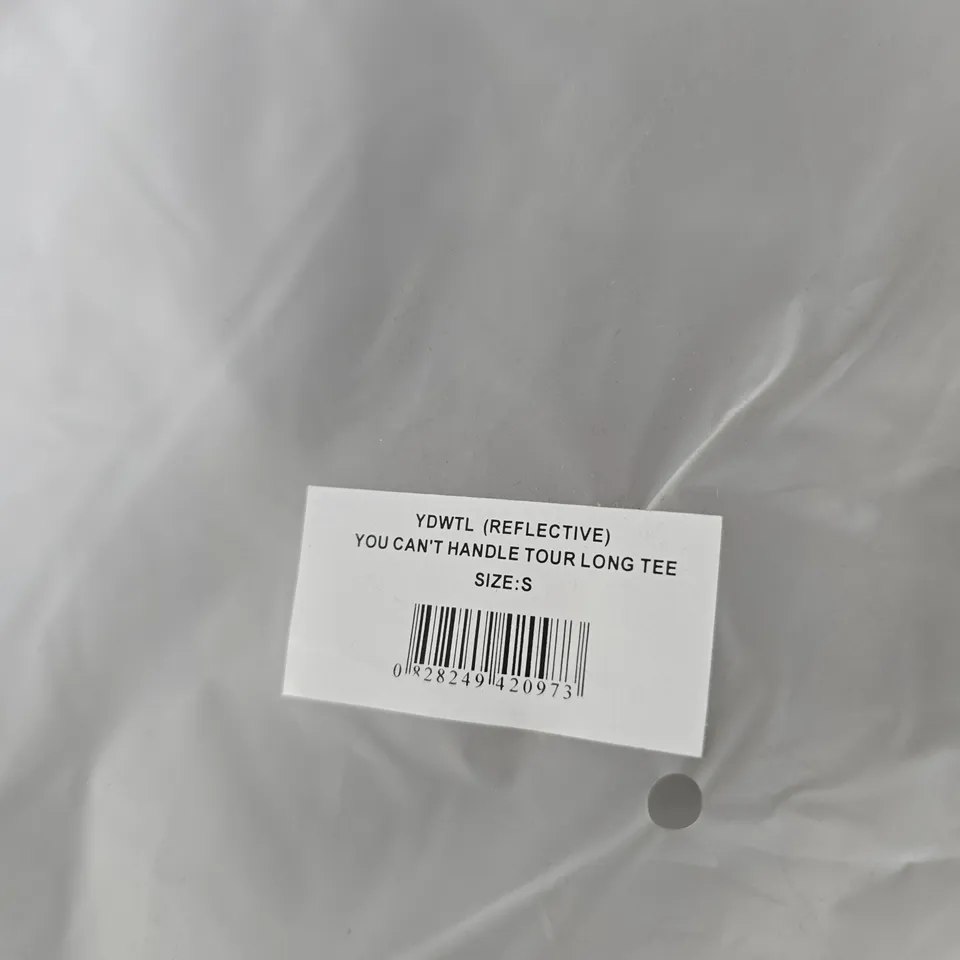 YDWTL (REFLECTIVE)
YOU CAN'T HANDLE TOUR LONG TEE
SIZE:S
0 828249 420973